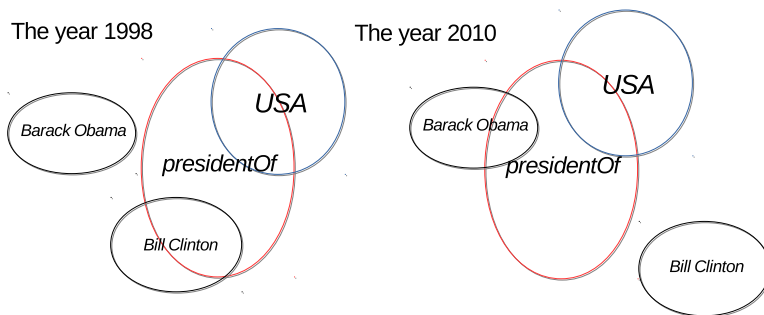 The year 1998
USA
Barack Obama
presidentOf
Bill Clinton
The year 2010
USA
Barack Obama
presidentOf
Bill Clinton